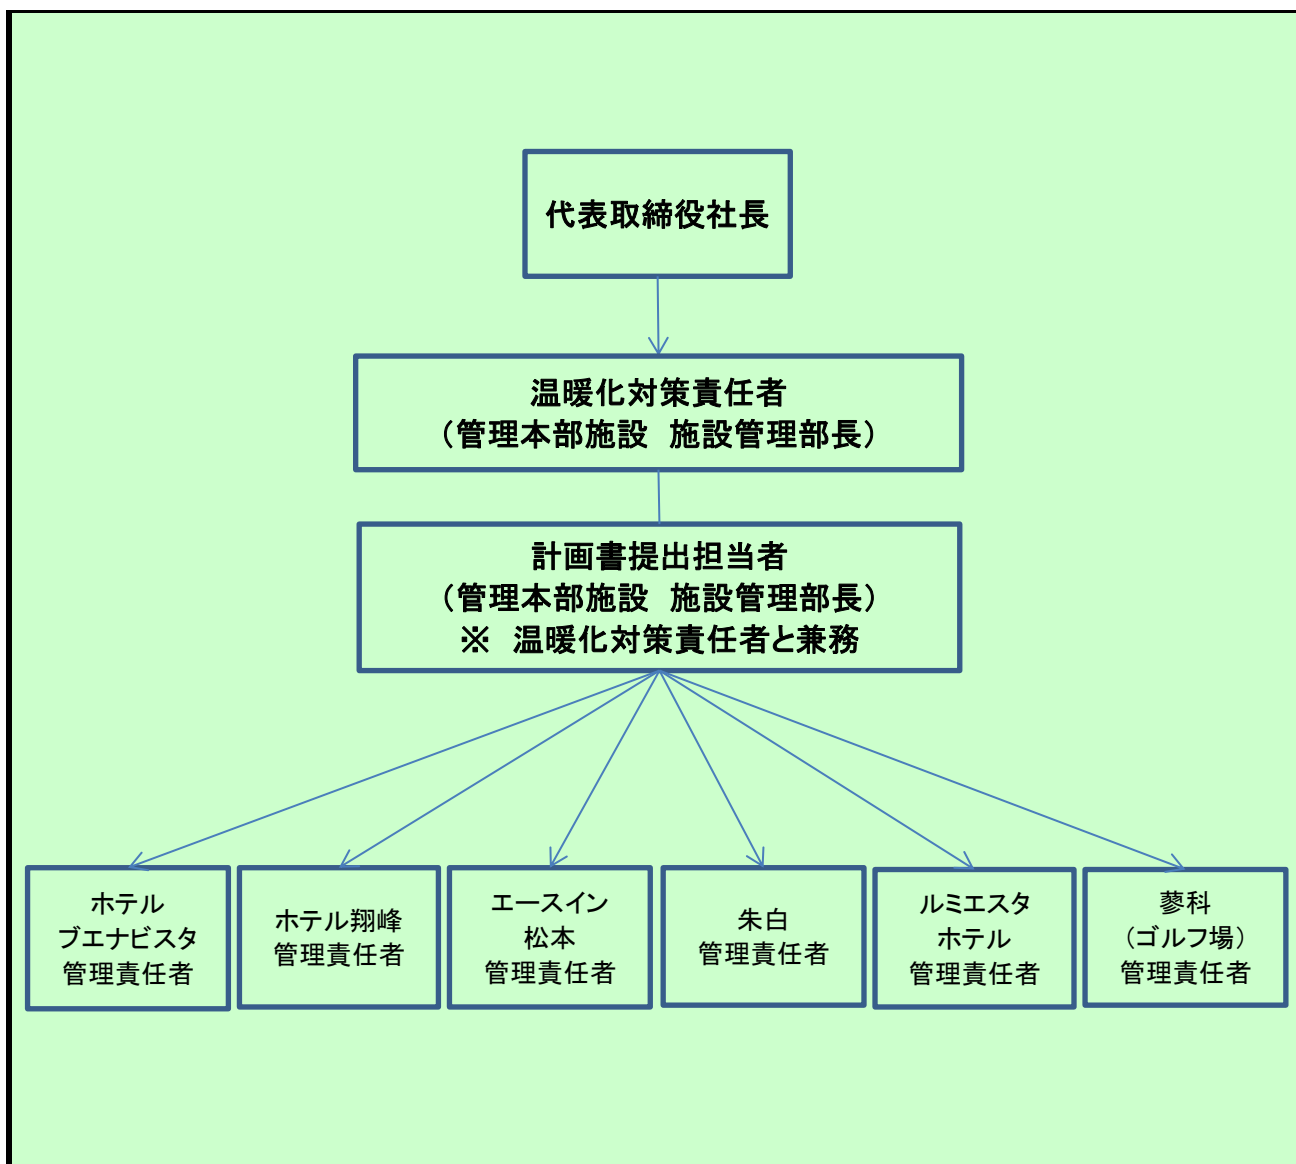 代表取締役社長
温暖化対策責任者
（管理本部施設　施設管理部長）
計画書提出担当者
（管理本部施設　施設管理部長）
※　温暖化対策責任者と兼務
ホテル
ブエナビスタ
管理責任者
ホテル翔峰
管理責任者
エースイン
松本
管理責任者
朱白
管理責任者
ルミエスタ
ホテル
管理責任者
蓼科
（ゴルフ場）
管理責任者